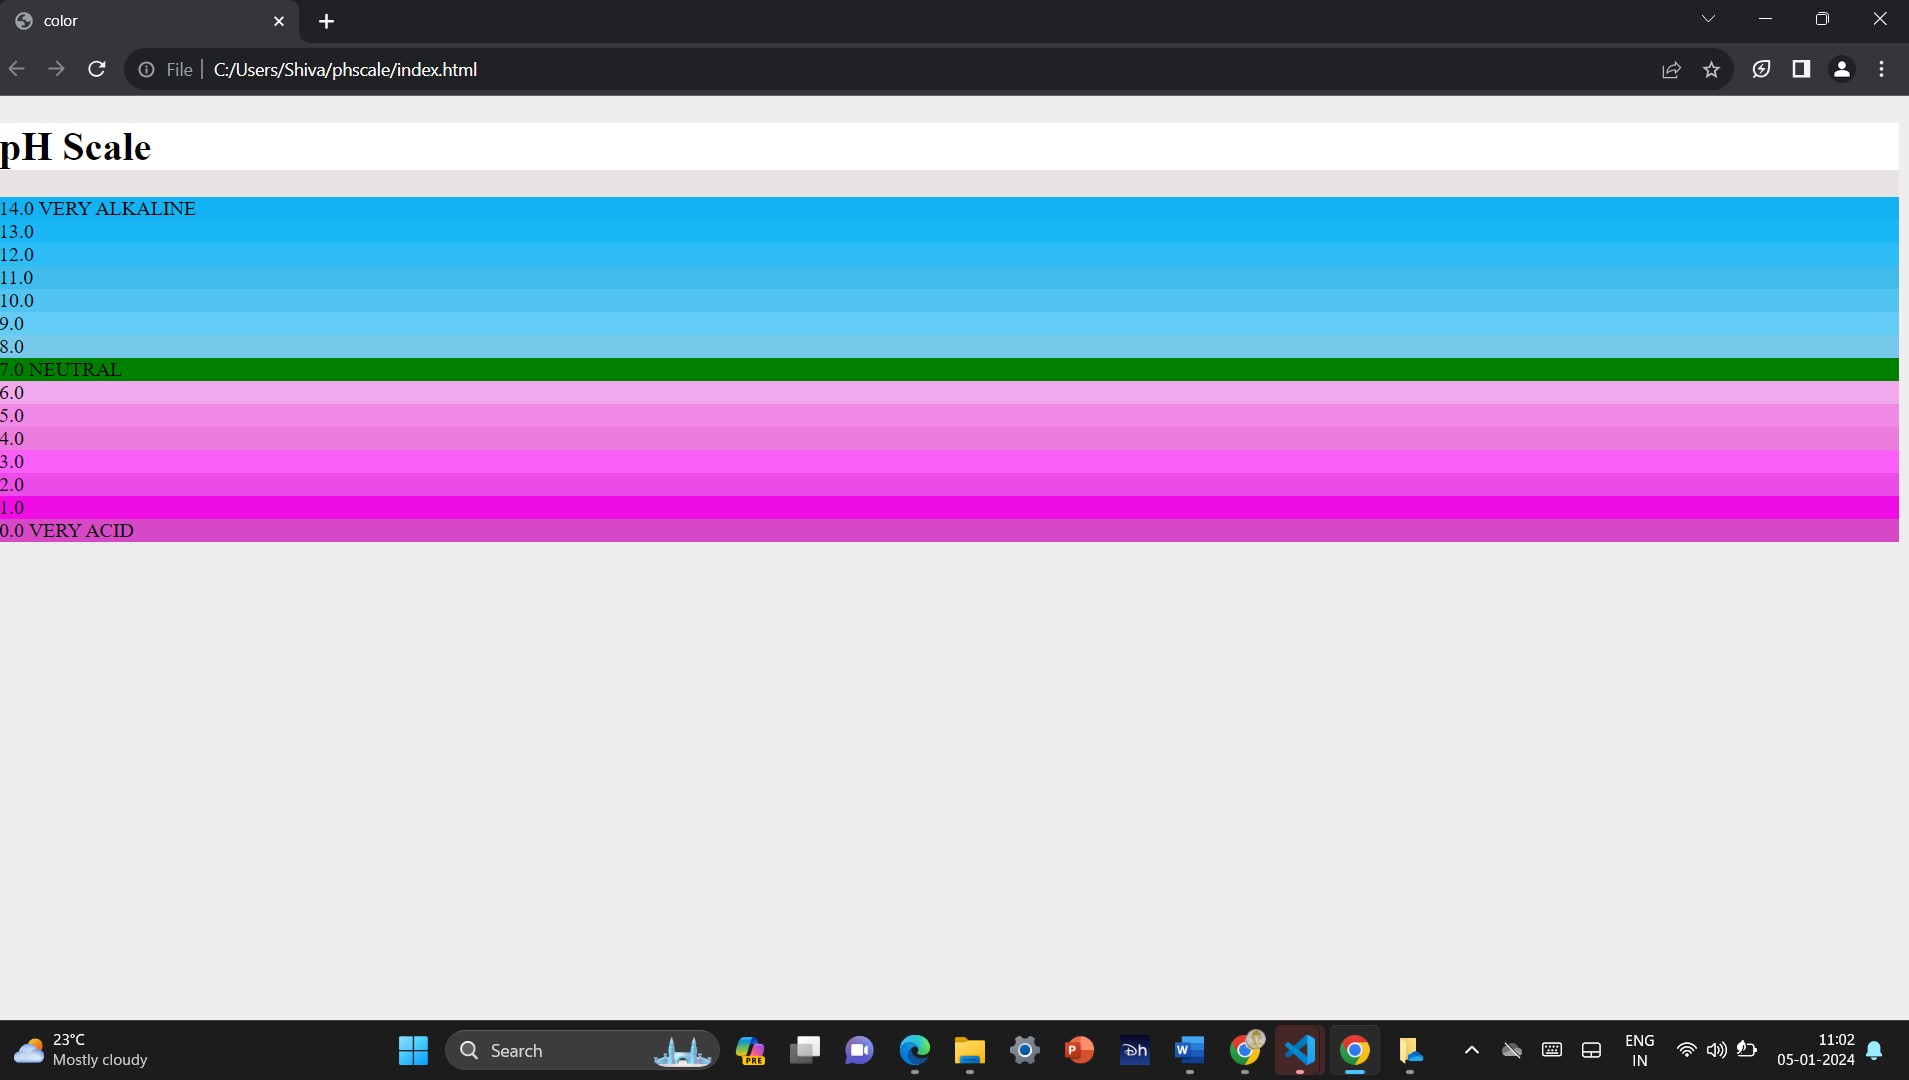 color
File
C:/Users/Shiva/phscale/index.html
pH Scale
14.0 VERY ALKALINE
13.0
12.0
11.0
10.0
9.0
8.0
7.0 NEUTRAL
6.0
5.0
4.0
3.0
2.0
1.0
0.0 VERY ACID
23°C
Mostly cloudy
Search
PRE
P
Dh
W
ENG
IN
11:02
05-01-2024